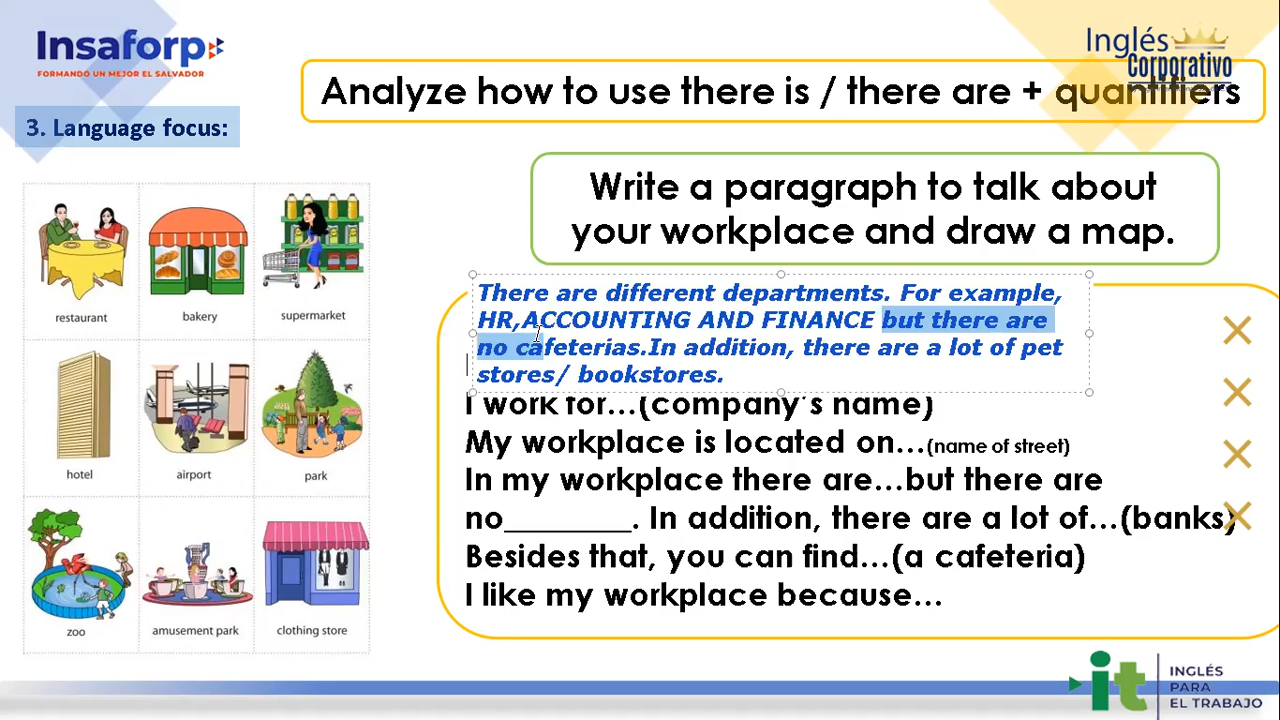 Insaforp
FORMANDO UN MEJOR EL SALVADOR
Inglés
Corporativo
Analyze how to use there is / there are + quantifiers
3. Language focus:
Write a paragraph to talk about
your workplace and draw a map.
There are different departments. For example,
HR,ACCOUNTING AND FINANCE but there are
no cafeterias.In addition, there are a lot of pet
stores/ bookstores.
I work for...(company's name)
My workplace is located on...(name of street)
In my workplace there are...but there are
no________. In addition, there are a lot of...(banks)
Besides that, you can find...(a cafeteria)
I like my workplace because...
restaurant
bakery
supermarket
hotel
airport
park
zoo
amusement park
clothing store
it
INGLÉS
PARA
EL TRABAJO